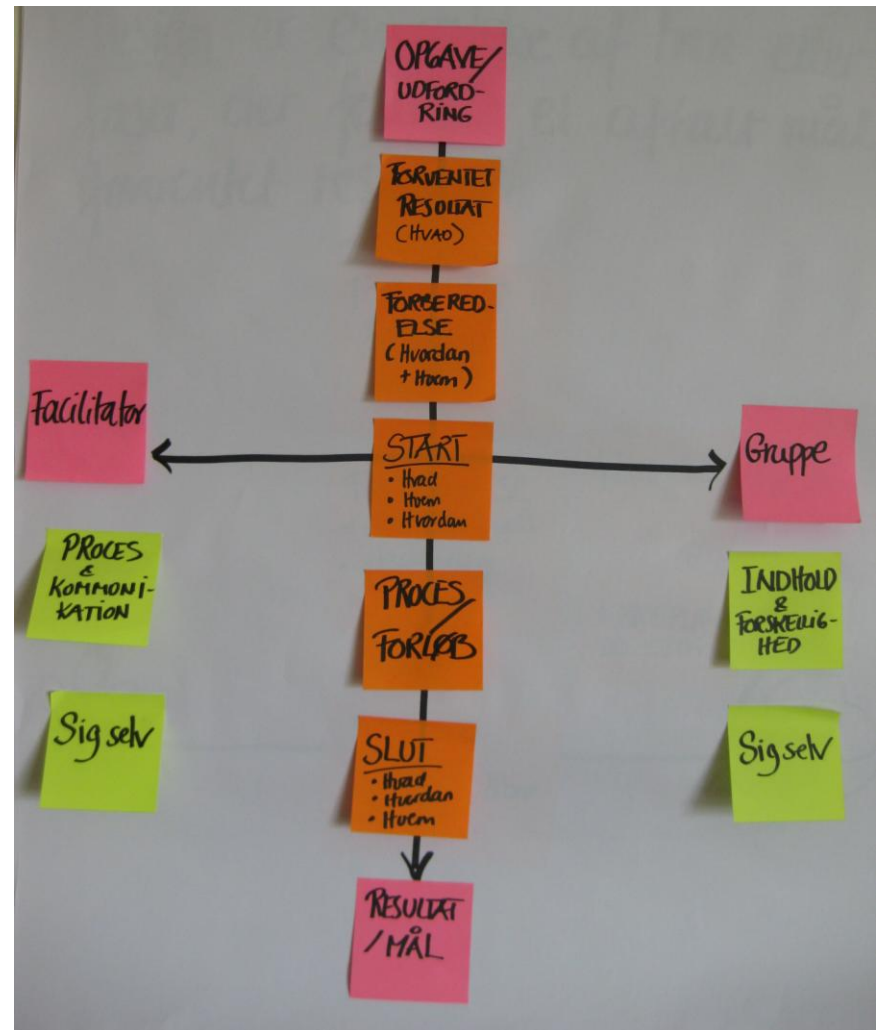 OPGAVE/
UDFORD-
RING
FORVENTET
RESULTAT
(HVAD)
FORBERED-
ELSE
(Hvordan
+ Hvem)
Facilitator
START
• Hvad
• Hvem
• Hvordan
Gruppe
PROCES
&
KOMMONI-
KATION
PROCES/
FORLØB
INDHOLD
&
FORSKELLIG-
HED
Sig selv
SLUT
• Hvad
• Hvordan
• Hvem
Sig selv
RESULTAT
/MÅL